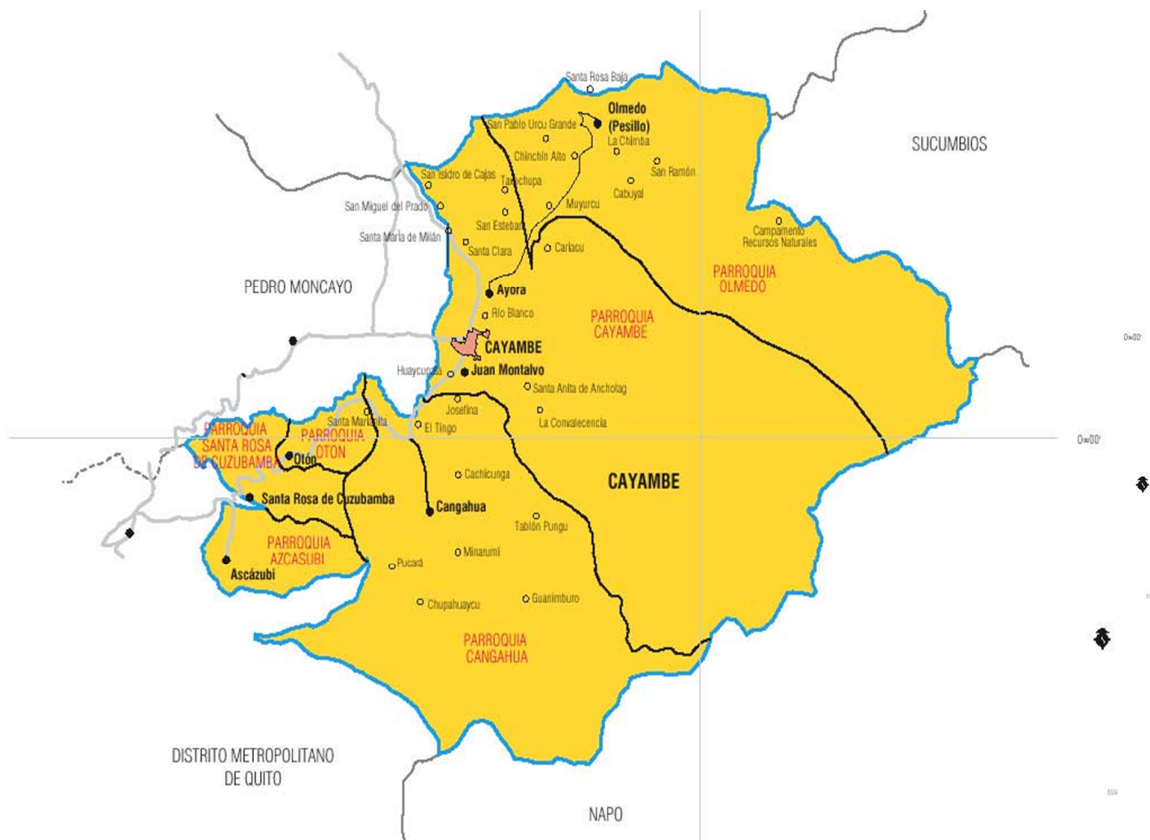 Santa Rosa Baja
Olmedo
(Pesillo)
San Pablo Urcu Grande
La Chimba
Chinchín Alto
San Ramón
Cabuyal
SUCUMBIOS
San Isidro de Cajas
Muyurcu
San Miguel del Prado
San Esteban
Santa María de Milán
Santa Clara
Cariacu
Campamento
Recursos Naturales
PARROQUIA
OLMEDO
PEDRO MONCAYO
Ayora
Río Blanco
PARROQUIA
CAYAMBE
0∞00'
CAYAMBE
Juan Montalvo
Santa Anita de Ancholag
Josefina
La Convalecencia
Santa Marianita
El Tingo
PARROQUIA
SANTA ROSA
DE CUZUBAMBA
PARROQUIA
OTON
Otón
0∞00'
Cachicunga
CAYAMBE
Santa Rosa de Cuzubamba
Cangahua
Tablón Pungu
PARROQUIA
AZCASUBI
Minarumi
Pucará
Ascázubi
Chupahuaycu
Guanimburo
PARROQUIA
CANGAHUA
DISTRITO METROPOLITANO
DE QUITO
NAPO